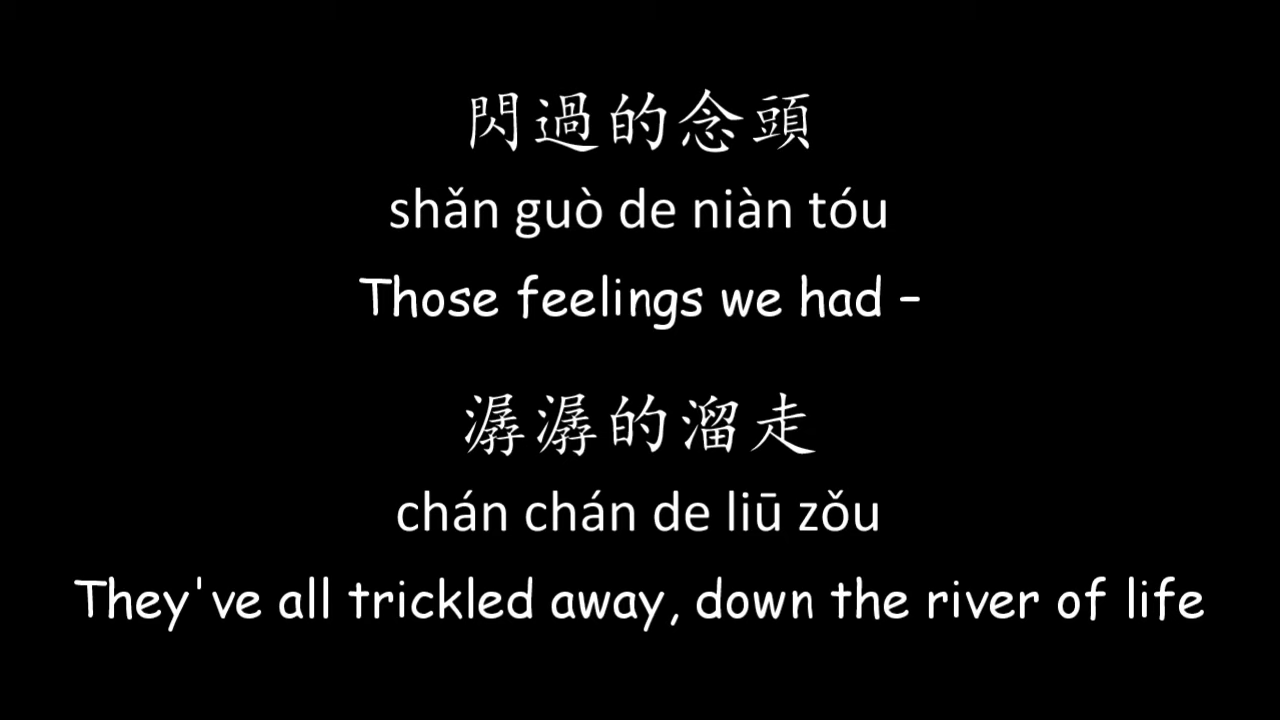 閃過的念頭
shǎn guò de niàn tóu
Those feelings we had –
潺潺的溜走
chán chán de liū zǒu
They've all trickled away, down the river of life